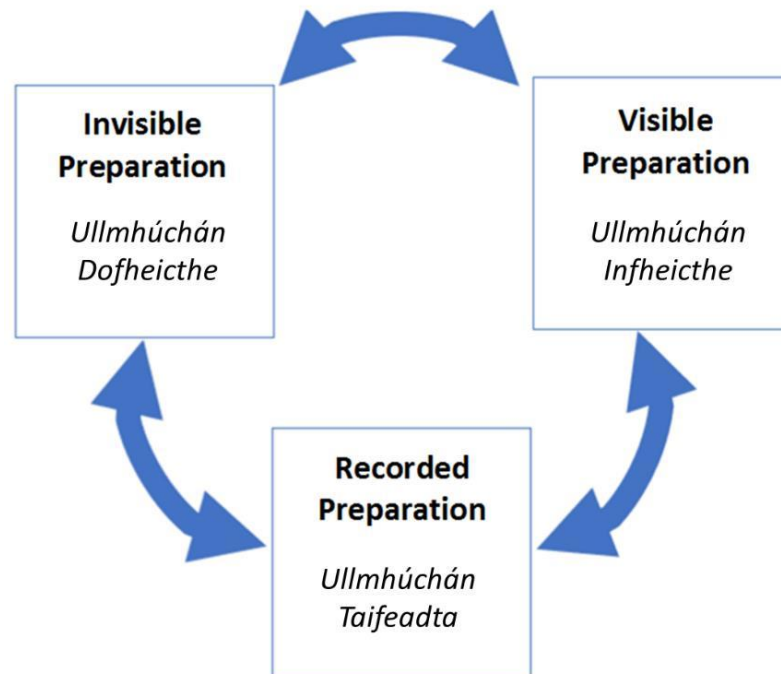 Invisible
Preparation
Ullmhúchán
Dofheicthe
Visible
Preparation
Ullmhúchán
Infheicthe
Recorded
Preparation
Ullmhúchán
Taifeadta